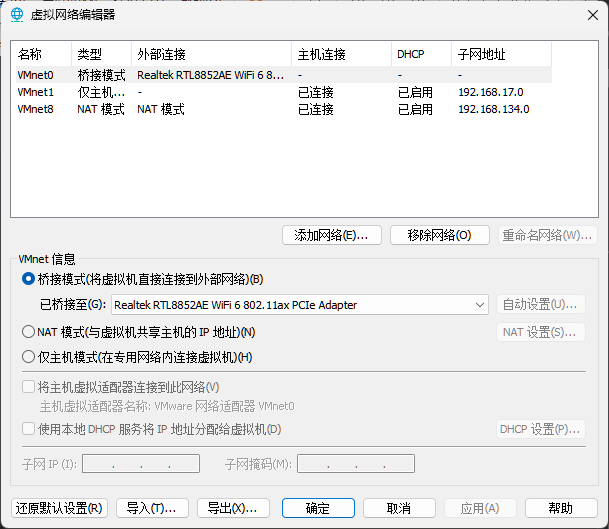 虚拟网络编辑器
名称 类型 外部连接 主机连接 DHCP 子网地址
VMnet0 桥接模式 Realtek RTL8852AE WiFi 6 8... - - -
VMnet1 仅主机... - 已连接 已启用 192.168.17.0
VMnet8 NAT 模式 NAT 模式 已连接 已启用 192.168.134.0
添加网络(E)... 移除网络(O) 重命名网络(W)...
VMnet 信息
桥接模式(将虚拟机直接连接到外部网络)(B)
已桥接至(G): Realtek RTL8852AE WiFi 6 802.11ax PCIe Adapter 自动设置(U)...
NAT 模式(与虚拟机共享主机的 IP 地址)(N) NAT 设置(S)...
仅主机模式(在专用网络内连接虚拟机)(H)
将主机虚拟适配器连接到此网络(V)
主机虚拟适配器名称: VMware 网络适配器 VMnet0
使用本地 DHCP 服务将 IP 地址分配给虚拟机(D) DHCP 设置(P)...
子网 IP (I): . . . 子网掩码(M): . . .
还原默认设置(R) 导入(T)... 导出(X)... 确定 取消 应用(A) 帮助